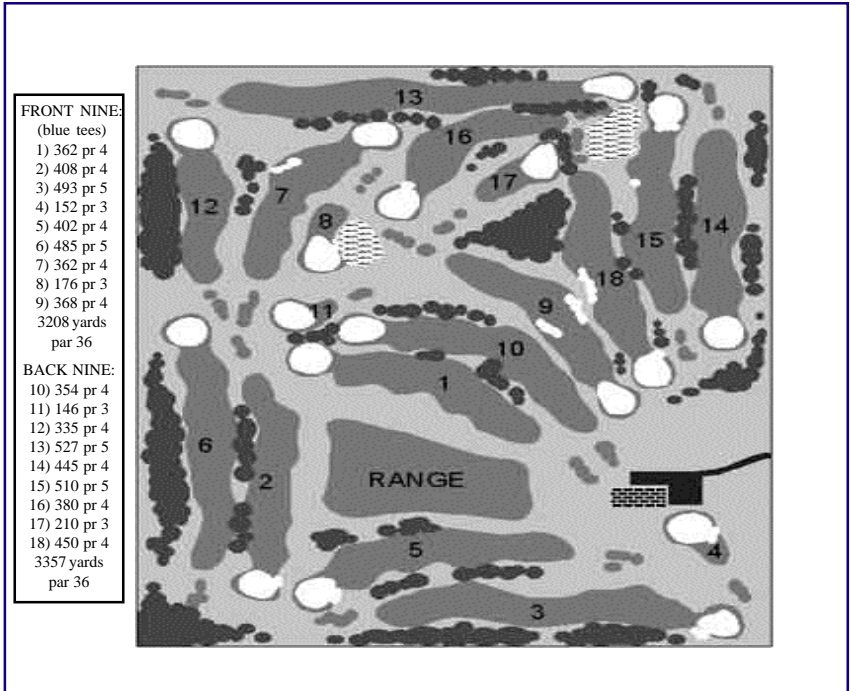 FRONT NINE:
(blue tees)
1) 362 pr 4
2) 408 pr 4
3) 493 pr 5
4) 152 pr 3
5) 402 pr 4
6) 485 pr 5
7) 362 pr 4
8) 176 pr 3
9) 368 pr 4
3208 yards
par 36
BACK NINE:
10) 354 pr 4
11) 146 pr 3
12) 335 pr 4
13) 527 pr 5
14) 445 pr 4
15) 510 pr 5
16) 380 pr 4
17) 210 pr 3
18) 450 pr 4
3357 yards
par 36
13
16
17
7
12
8
14
15
18
9
11
10
1
6
2
RANGE
5
4
3